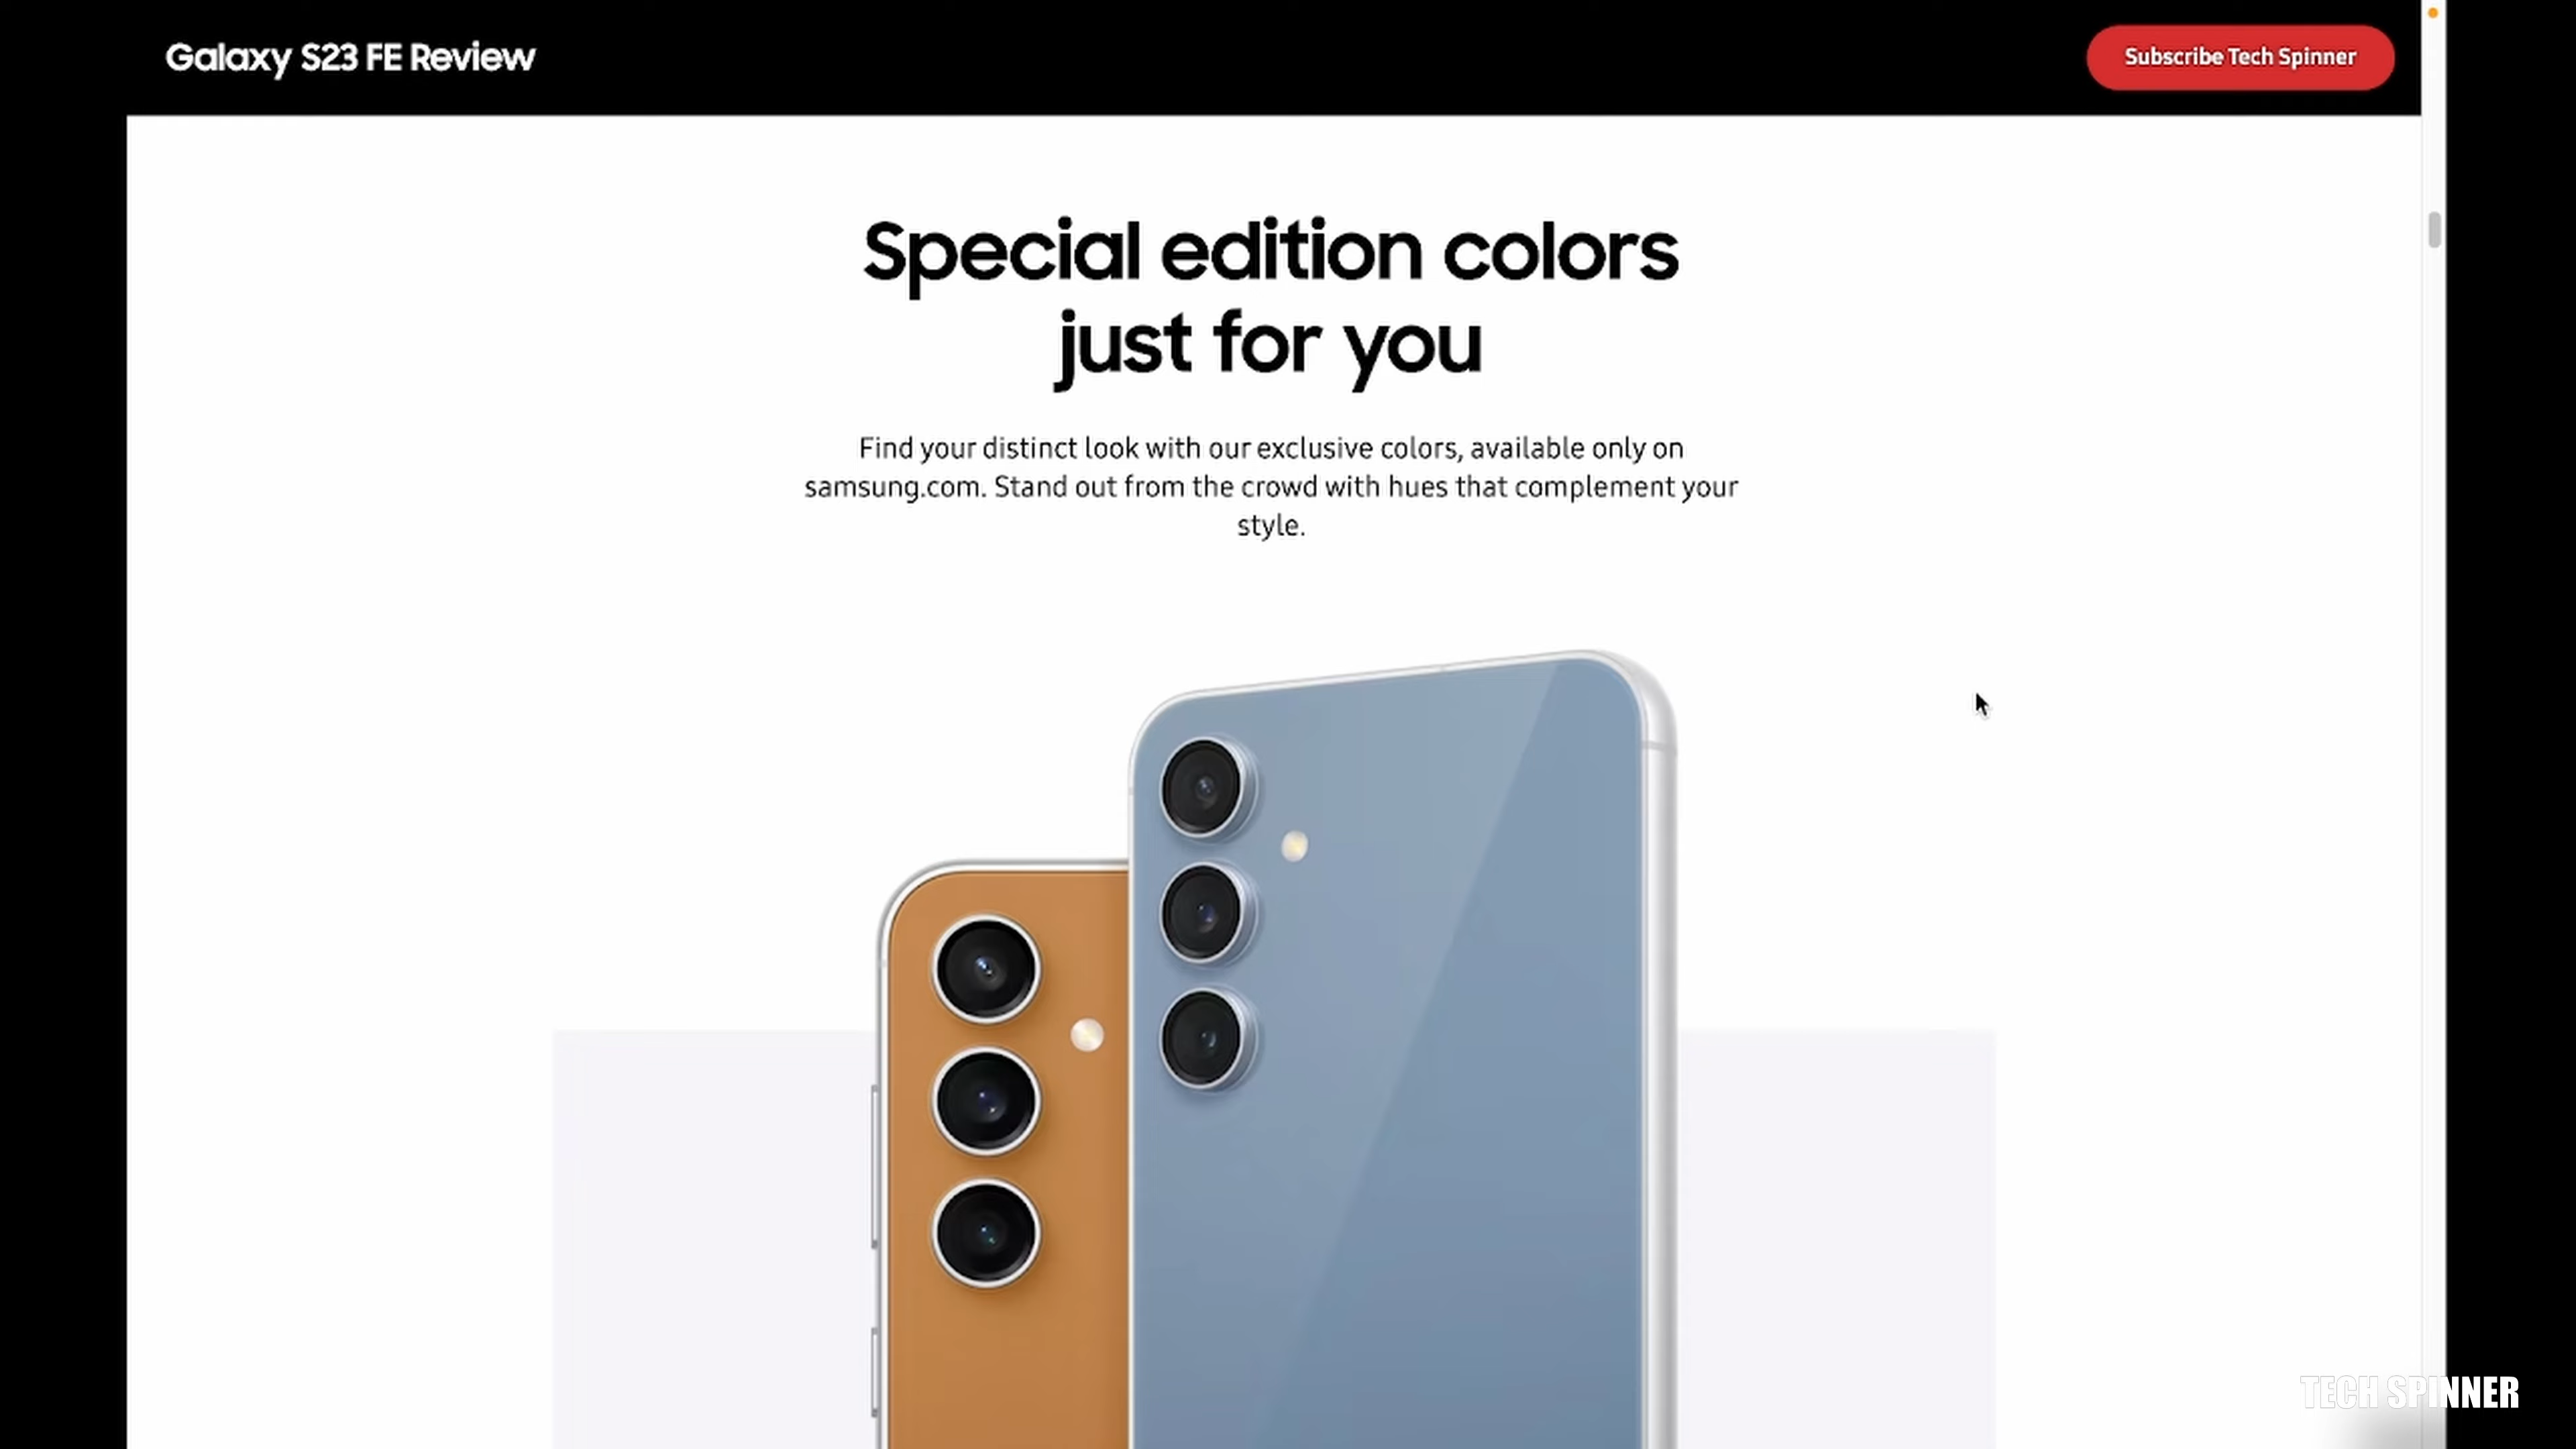 Galaxy S23 FE Review
Subscribe Tech Spinner
Special edition colors
just for you
Find your distinct look with our exclusive colors, available only on
samsung.com. Stand out from the crowd with hues that complement your
style.
TECH SPINNER